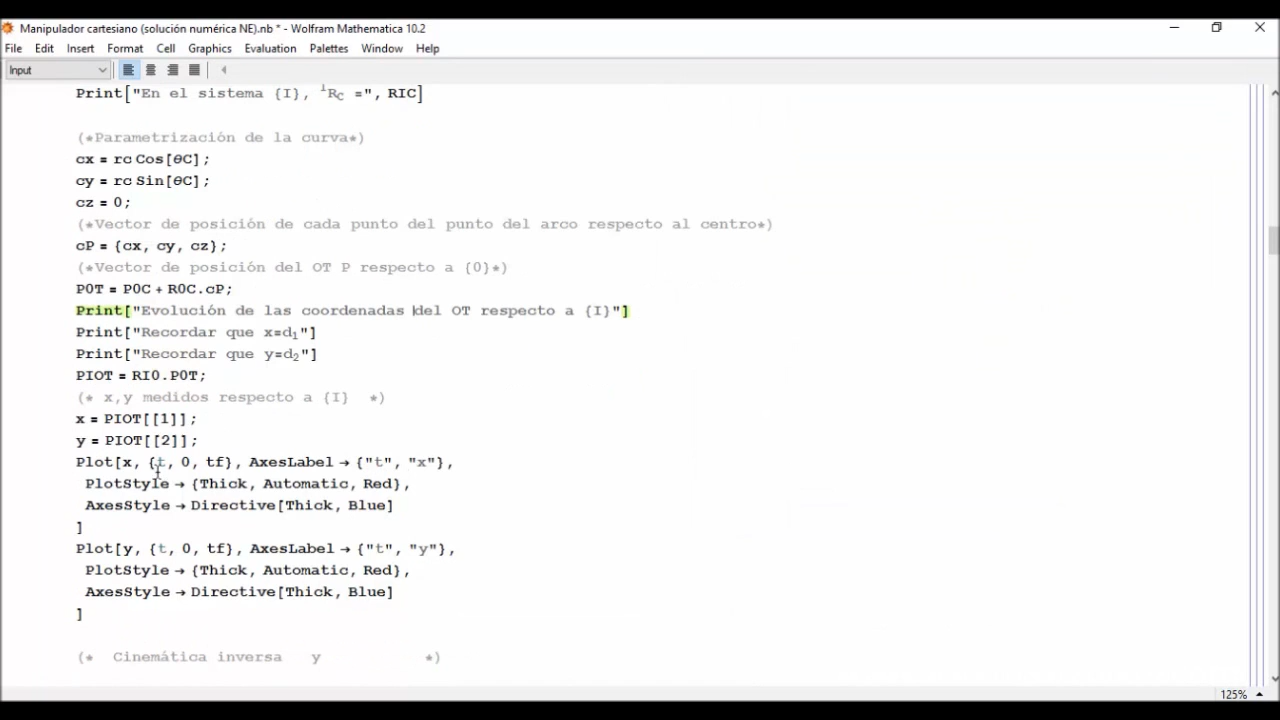 Manipulador cartesiano (solución numérica NE).nb * - Wolfram Mathematica 10.2
File Edit Insert Format Cell Graphics Evaluation Palettes Window Help
Input
Print["En el sistema {I}, ᴵR_C =", RIC]
(*Parametrización de la curva*)
cx = rc Cos[θC];
cy = rc Sin[θC];
cz = 0;
(*Vector de posición de cada punto del punto del arco respecto al centro*)
cP = {cx, cy, cz};
(*Vector de posición del OT P respecto a {0}*)
P0T = P0C + R0C.cP;
Print["Evolución de las coordenadas del OT respecto a {I}"]
Print["Recordar que x=d₁"]
Print["Recordar que y=d₂"]
PIOT = RI0.P0T;
(* x,y medidos respecto a {I} *)
x = PIOT[[1]];
y = PIOT[[2]];
Plot[x, {t, 0, tf}, AxesLabel → {"t", "x"},
PlotStyle → {Thick, Automatic, Red},
AxesStyle → Directive[Thick, Blue]
]
Plot[y, {t, 0, tf}, AxesLabel → {"t", "y"},
PlotStyle → {Thick, Automatic, Red},
AxesStyle → Directive[Thick, Blue]
]
(* Cinemática inversa y *)
125%